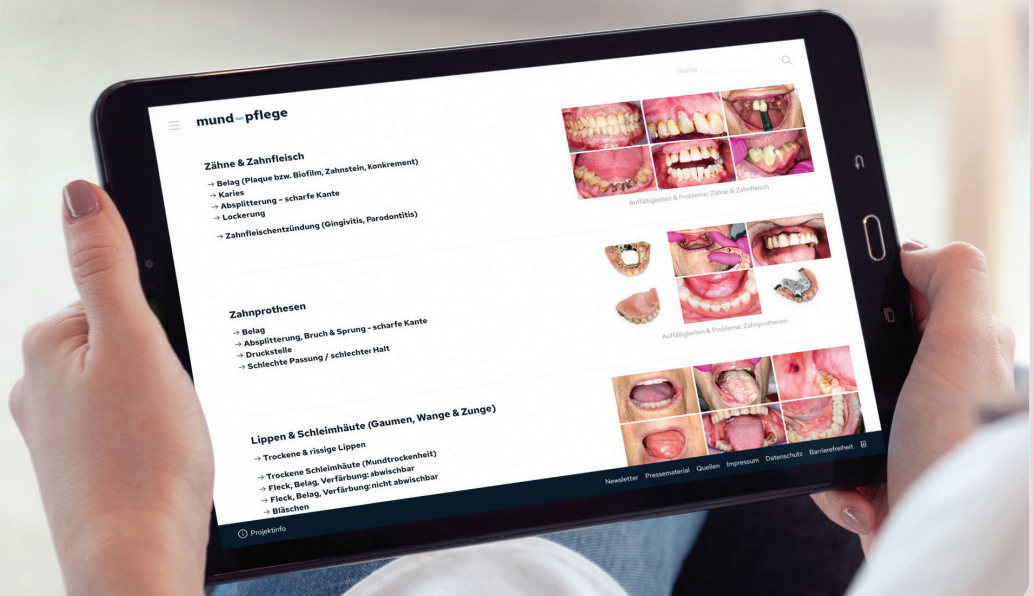 Suche ...
mund~pflege
Zähne & Zahnfleisch
→ Belag (Plaque bzw. Biofilm, Zahnstein, Konkrement)
→ Karies
→ Absplitterung – scharfe Kante
→ Lockerung
→ Zahnfleischentzündung (Gingivitis, Parodontitis)
Auffälligkeiten & Probleme: Zähne & Zahnfleisch
Zahnprothesen
→ Belag
→ Absplitterung, Bruch & Sprung – scharfe Kante
→ Druckstelle
→ Schlechte Passung / schlechter Halt
Auffälligkeiten & Probleme: Zahnprothesen
Lippen & Schleimhäute (Gaumen, Wange & Zunge)
→ Trockene & rissige Lippen
→ Trockene Schleimhäute (Mundtrockenheit)
→ Fleck, Belag, Verfärbung: abwischbar
→ Fleck, Belag, Verfärbung: nicht abwischbar
→ Bläschen
Projektinfo
Newsletter Pressematerial Quellen Impressum Datenschutz Barrierefreiheit